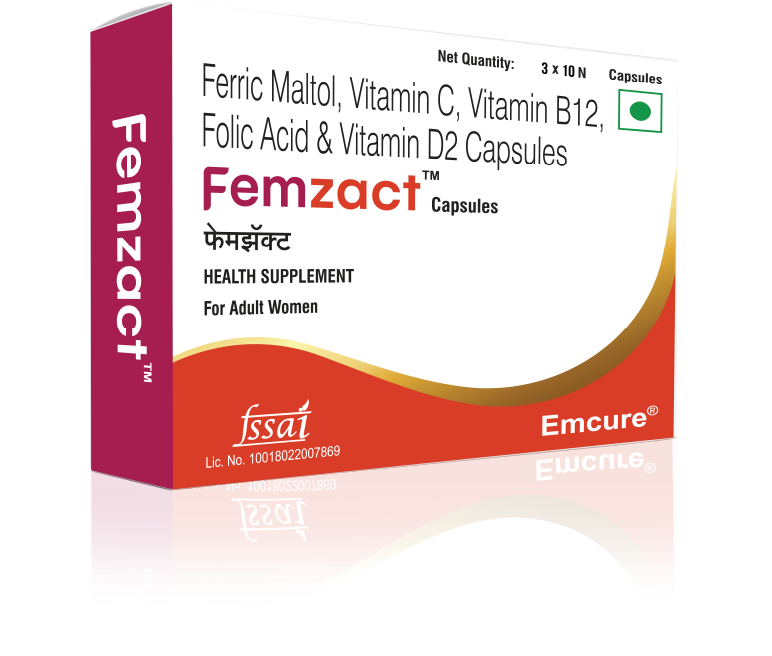 Femzact™
Net Quantity: 3 x 10 N Capsules
Ferric Maltol, Vitamin C, Vitamin B12,
Folic Acid & Vitamin D2 Capsules
Femzact™ Capsules
फेमझॅक्ट
HEALTH SUPPLEMENT
For Adult Women
fssai
Lic. No. 10018022007869
Emcure®